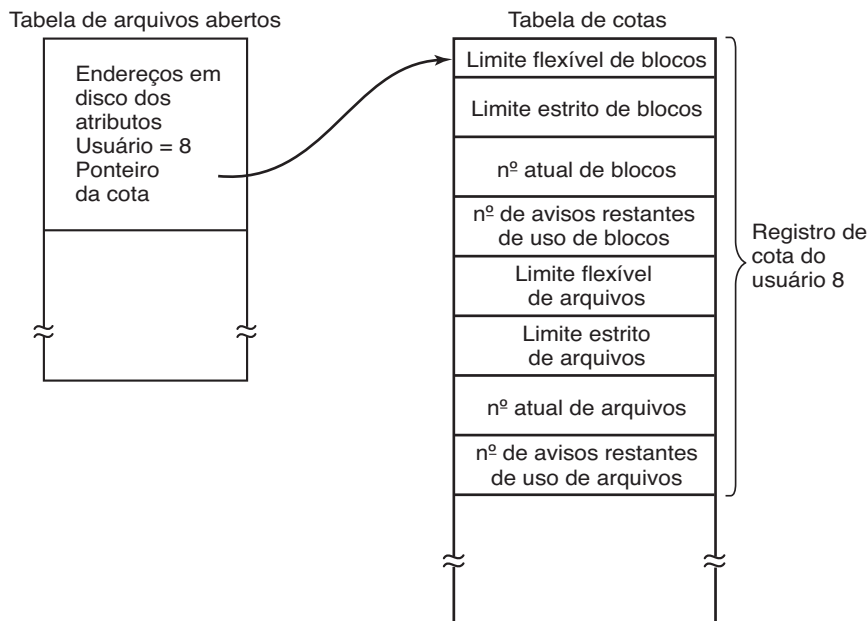 Tabela de arquivos abertos
Endereços em
disco dos
atributos
Usuário = 8
Ponteiro
da cota
Tabela de cotas
Limite flexível de blocos
Limite estrito de blocos
nº atual de blocos
nº de avisos restantes
de uso de blocos
Limite flexível
de arquivos
Limite estrito
de arquivos
nº atual de arquivos
nº de avisos restantes
de uso de arquivos
Registro de
cota do
usuário 8